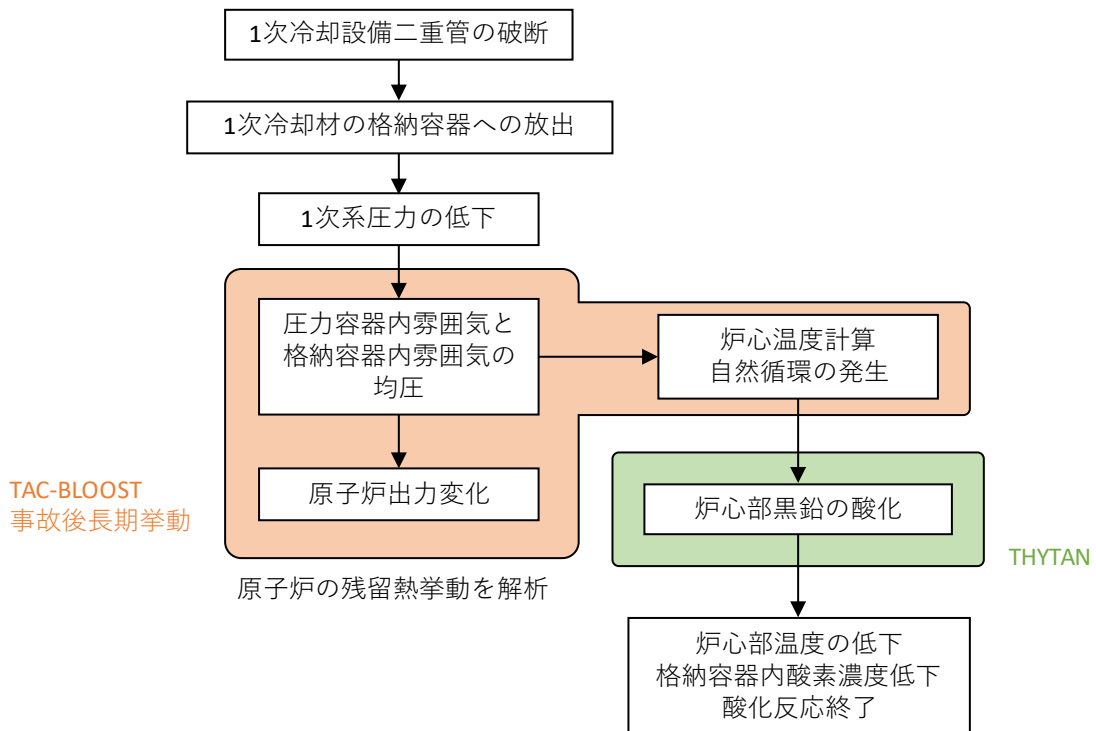 1次冷却設備二重管の破断
1次冷却材の格納容器への放出
1次系圧力の低下
圧力容器内雰囲気と
格納容器内雰囲気の
均圧
炉心温度計算
自然循環の発生
原子炉出力変化
TAC-BLOOST
事故後長期挙動
炉心部黒鉛の酸化
THYTAN
原子炉の残留熱挙動を解析
炉心部温度の低下
格納容器内酸素濃度低下
酸化反応終了